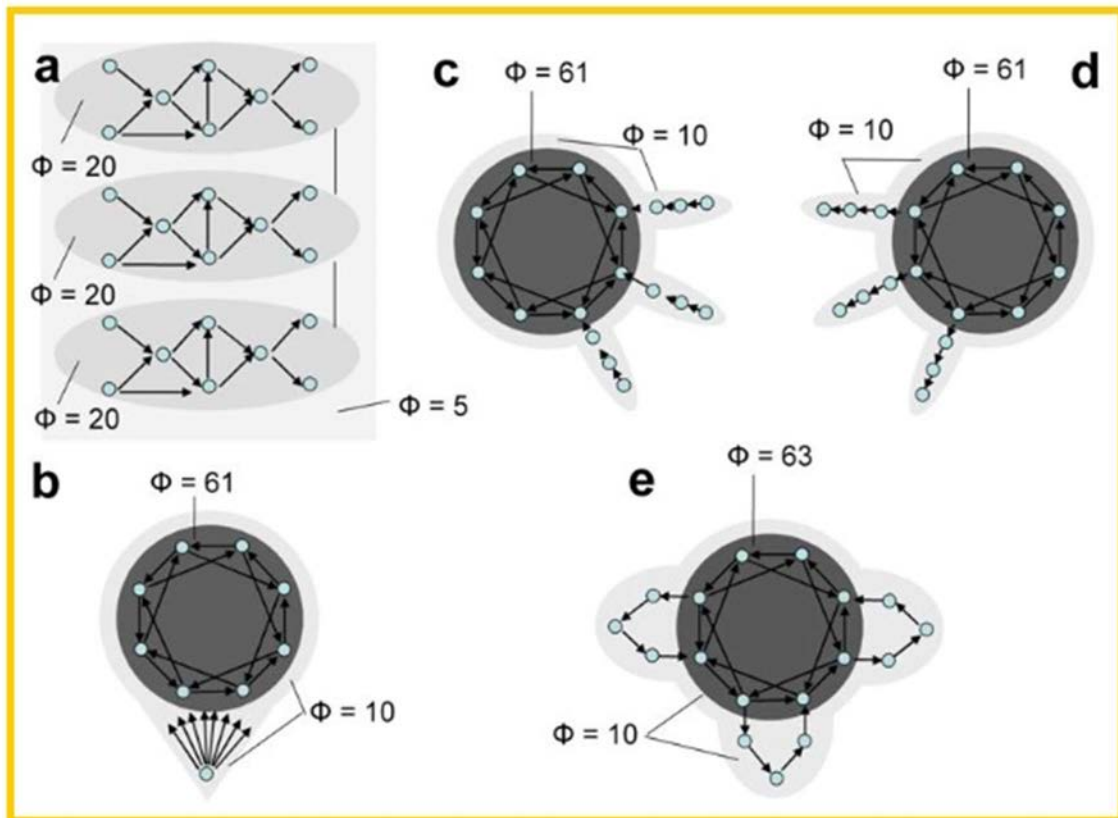 a
Φ = 20
Φ = 20
Φ = 20
Φ = 5
c
Φ = 61
Φ = 10
d
Φ = 61
Φ = 10
b
Φ = 61
Φ = 10
e
Φ = 63
Φ = 10